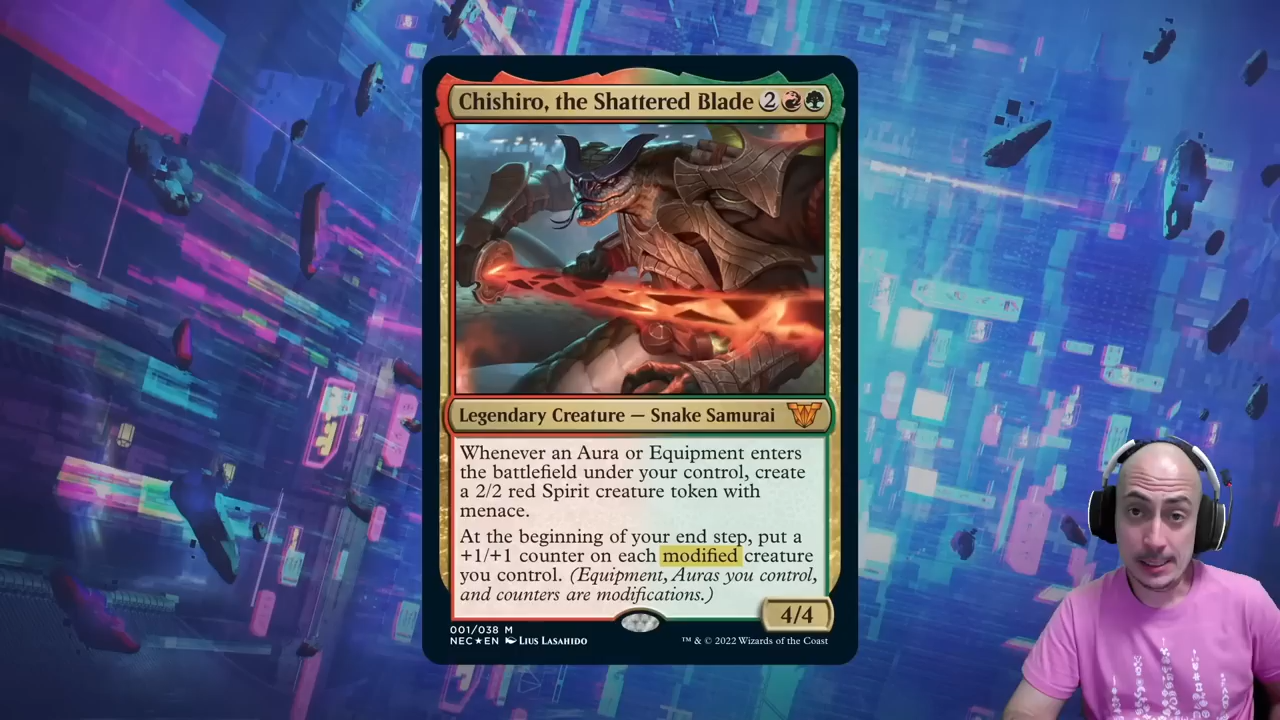 Chishiro, the Shattered Blade 2
Legendary Creature — Snake Samurai
Whenever an Aura or Equipment enters
the battlefield under your control, create
a 2/2 red Spirit creature token with
menace.
At the beginning of your end step, put a
+1/+1 counter on each modified creature
you control. (Equipment, Auras you control,
and counters are modifications.)
4/4
001/038 M
NEC★EN Lius Lasahido
™ & © 2022 Wizards of the Coast